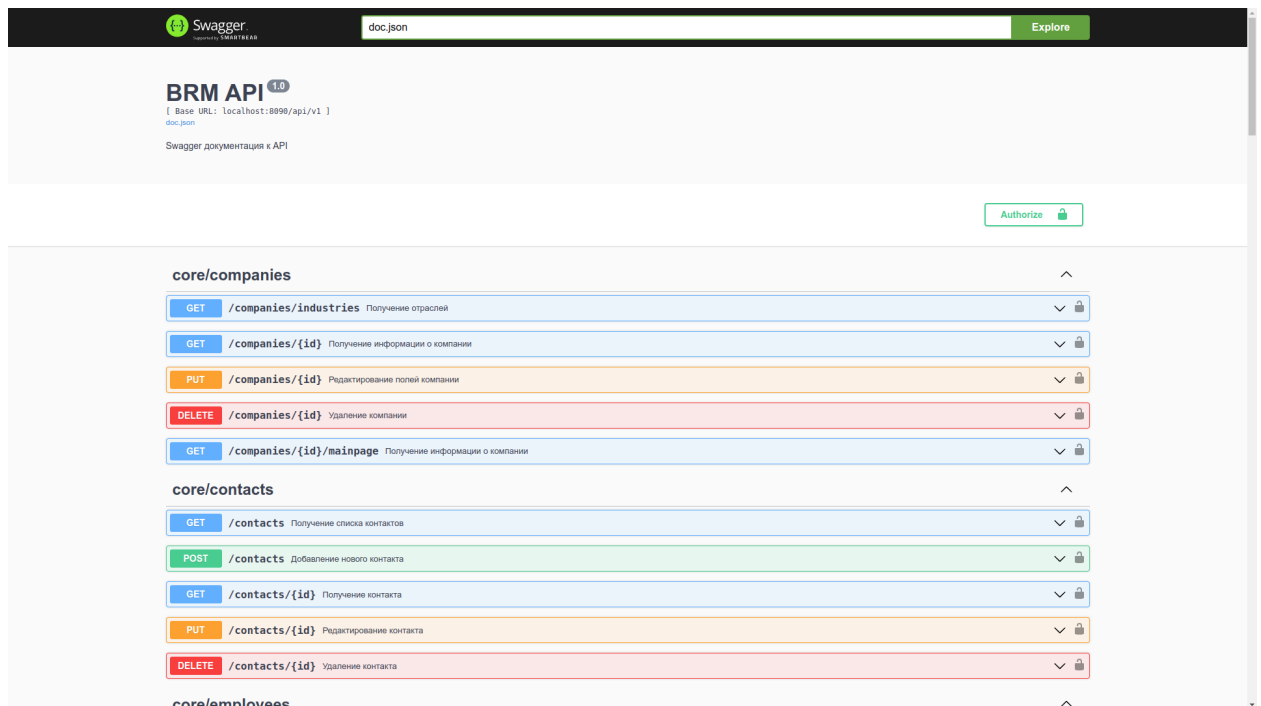 Swagger
Supported by SMARTBEAR
doc.json
Explore
BRM API 1.0
[ Base URL: localhost:8090/api/v1 ]
doc.json
Swagger документация к API
Authorize
core/companies
GET /companies/industries Получение отраслей
GET /companies/{id} Получение информации о компании
PUT /companies/{id} Редактирование полей компании
DELETE /companies/{id} Удаление компании
GET /companies/{id}/mainpage Получение информации о компании
core/contacts
GET /contacts Получение списка контактов
POST /contacts Добавление нового контакта
GET /contacts/{id} Получение контакта
PUT /contacts/{id} Редактирование контакта
DELETE /contacts/{id} Удаление контакта
core/employees